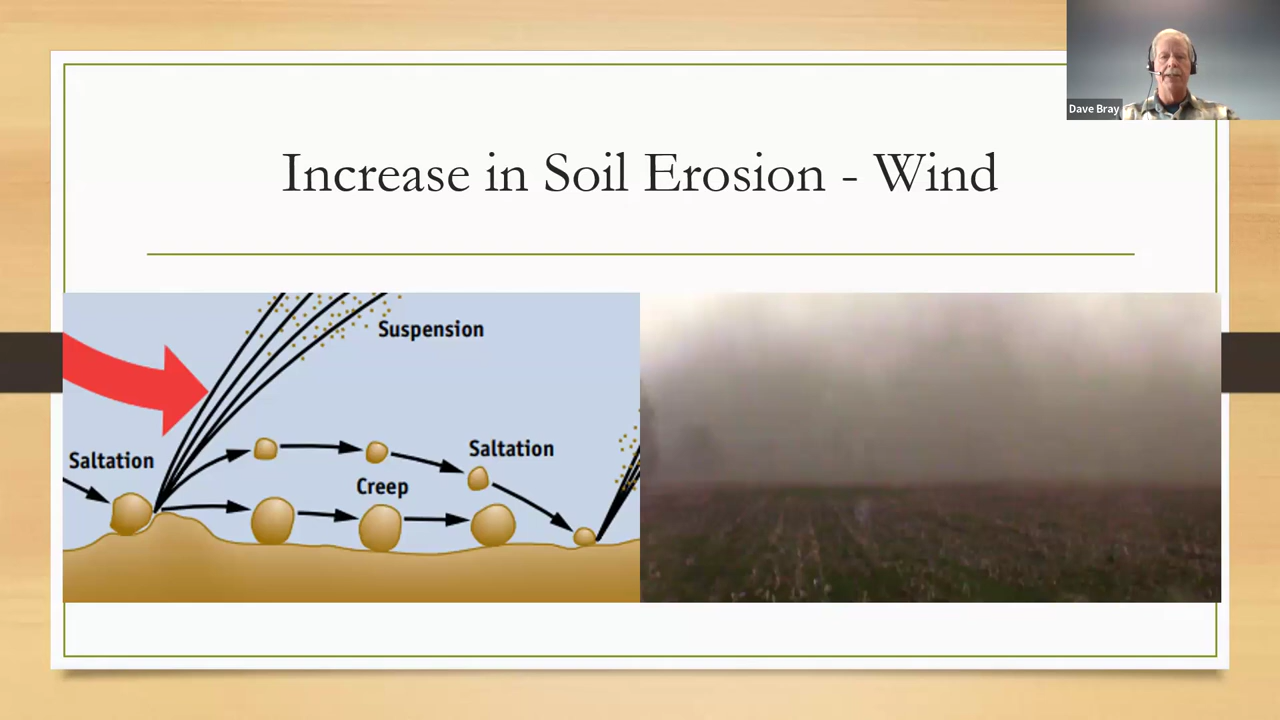 Dave Bray
Increase in Soil Erosion - Wind
Suspension
Saltation
Saltation
Creep